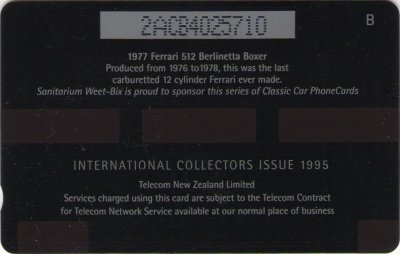 2ACB4025710
B
1977 Ferrari 512 Berlinetta Boxer
Produced from 1976 to1978, this was the last
carburetted 12 cylinder Ferrari ever made.
Sanitarium Weet-Bix is proud to sponsor this series of Classic Car PhoneCards
INTERNATIONAL COLLECTORS ISSUE 1995
Telecom New Zealand Limited
Services charged using this card are subject to the Telecom Contract
for Telecom Network Service available at our normal place of business